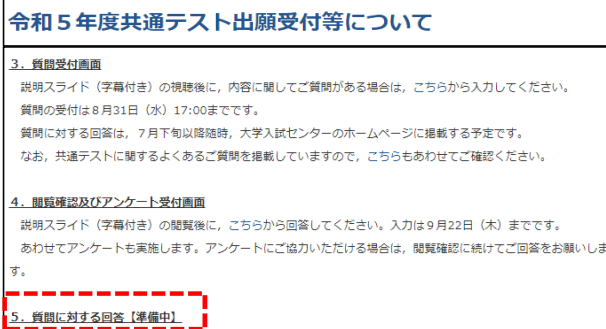 令和５年度共通テスト出願受付等について
３．質問受付画面
説明スライド（字幕付き）の視聴後に，内容に関してご質問がある場合は，こちらから入力してください。
質問の受付は８月31日（水）17:00までです。
質問に対する回答は，７月下旬以降随時，大学入試センターのホームページに掲載する予定です。
なお，共通テストに関するよくあるご質問を掲載していますので，こちらもあわせてご確認ください。
４．閲覧確認及びアンケート受付画面
説明スライド（字幕付き）の閲覧後に，こちらから回答してください。入力は９月22日（木）までです。
あわせてアンケートも実施します。アンケートにご協力いただける場合は，閲覧確認に続けてご回答をお願いしま
す。
５．質問に対する回答【準備中】